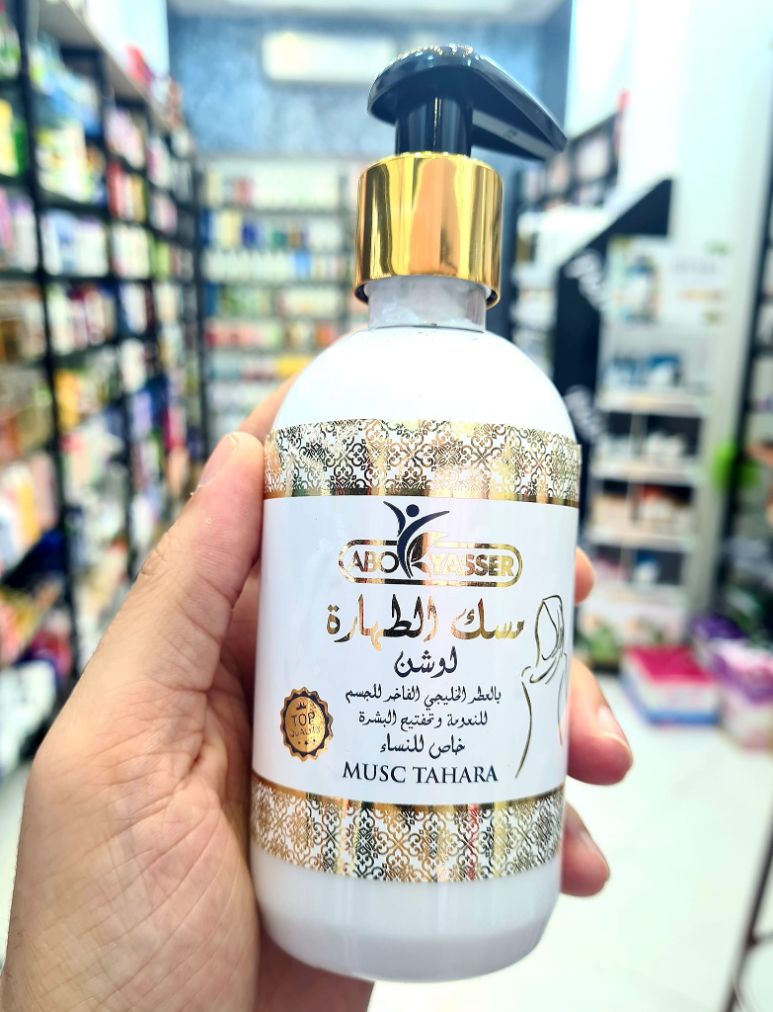 ABO YASSER
مسك الطهارة
لوشن
بالعطر الخليجي الفاخر للجسم
للنعومة وتفتيح البشرة
خاص للنساء
MUSC TAHARA
TOP
QUALITY